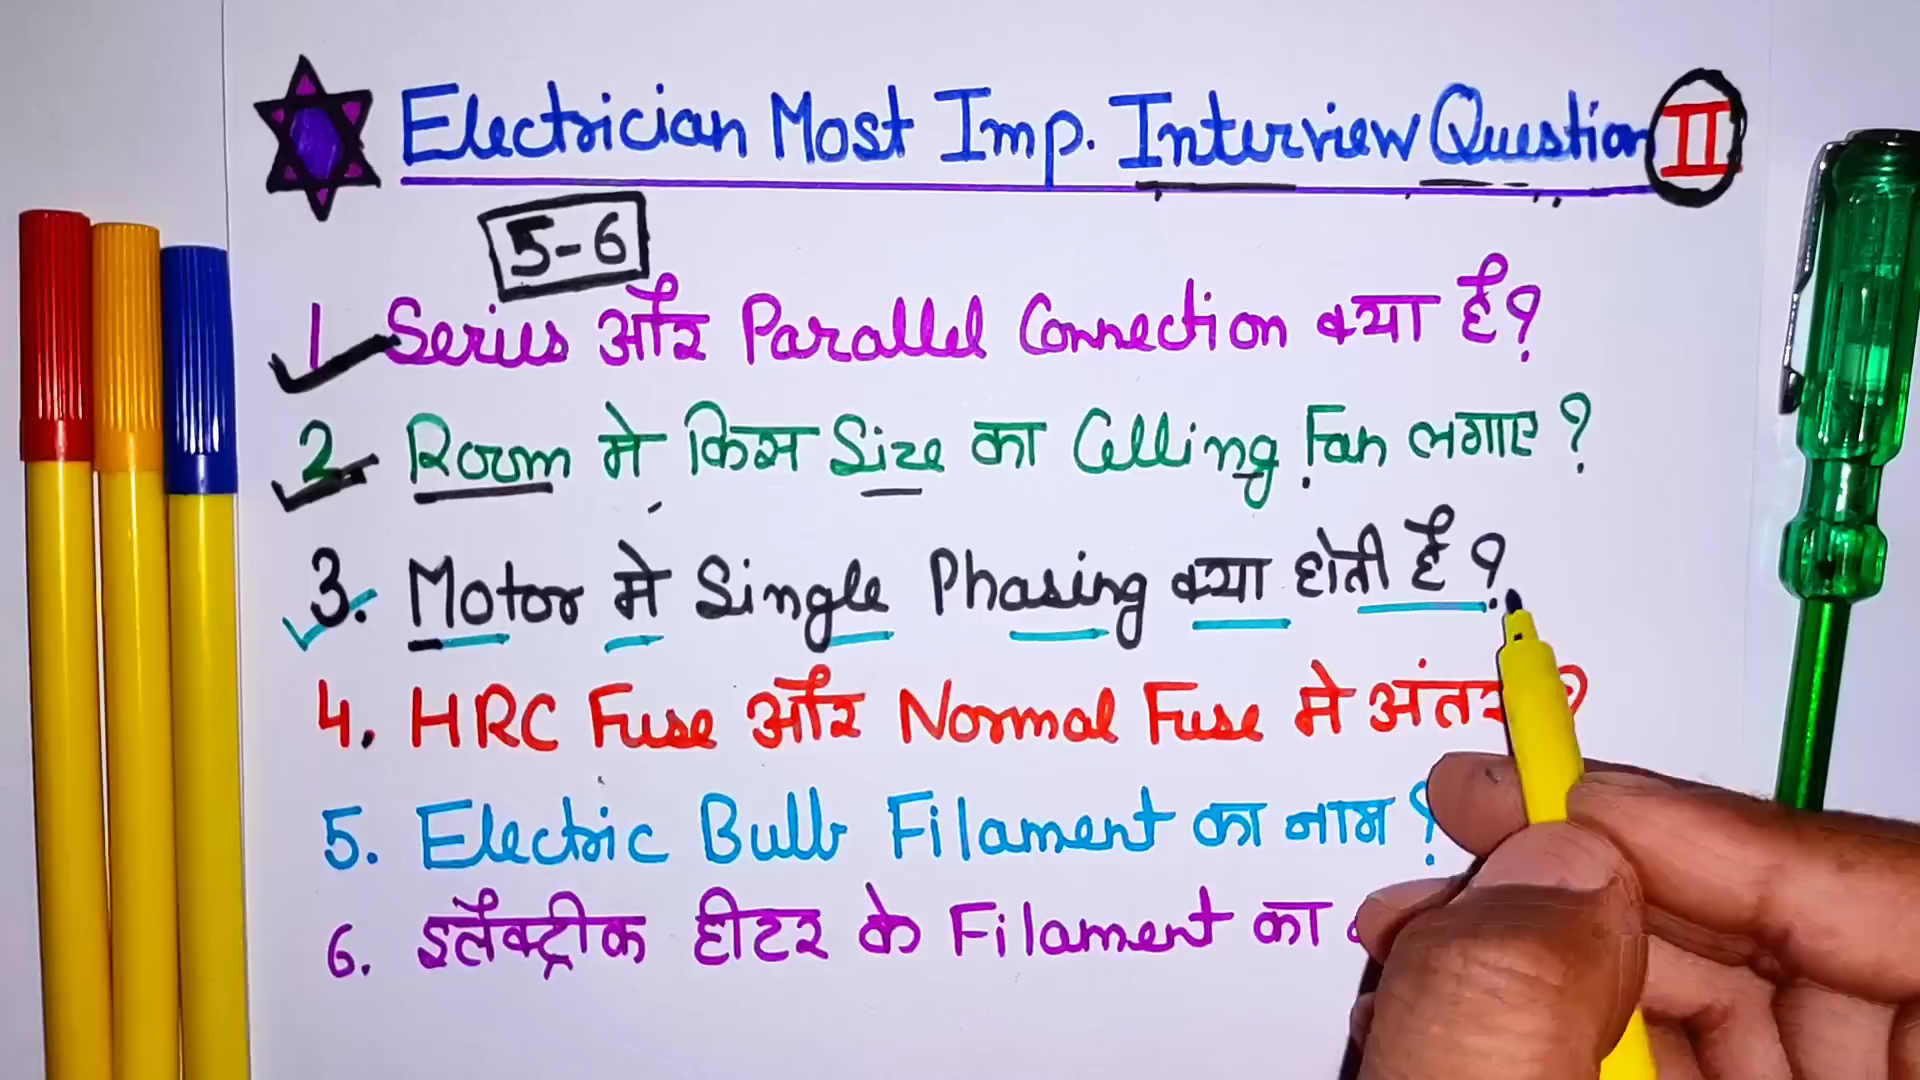 Electrician Most Imp. Interview Question II
5-6
1 Series और Parallel Connection क्या है?
2. Room मे किस Size का Celling Fan लगाए?
3. Motor मे Single Phasing क्या होती है?
4. HRC Fuse और Normal Fuse मे अंतर?
5. Electric Bulb Filament का नाम?
6. इलैक्ट्रीक हीटर के Filament का